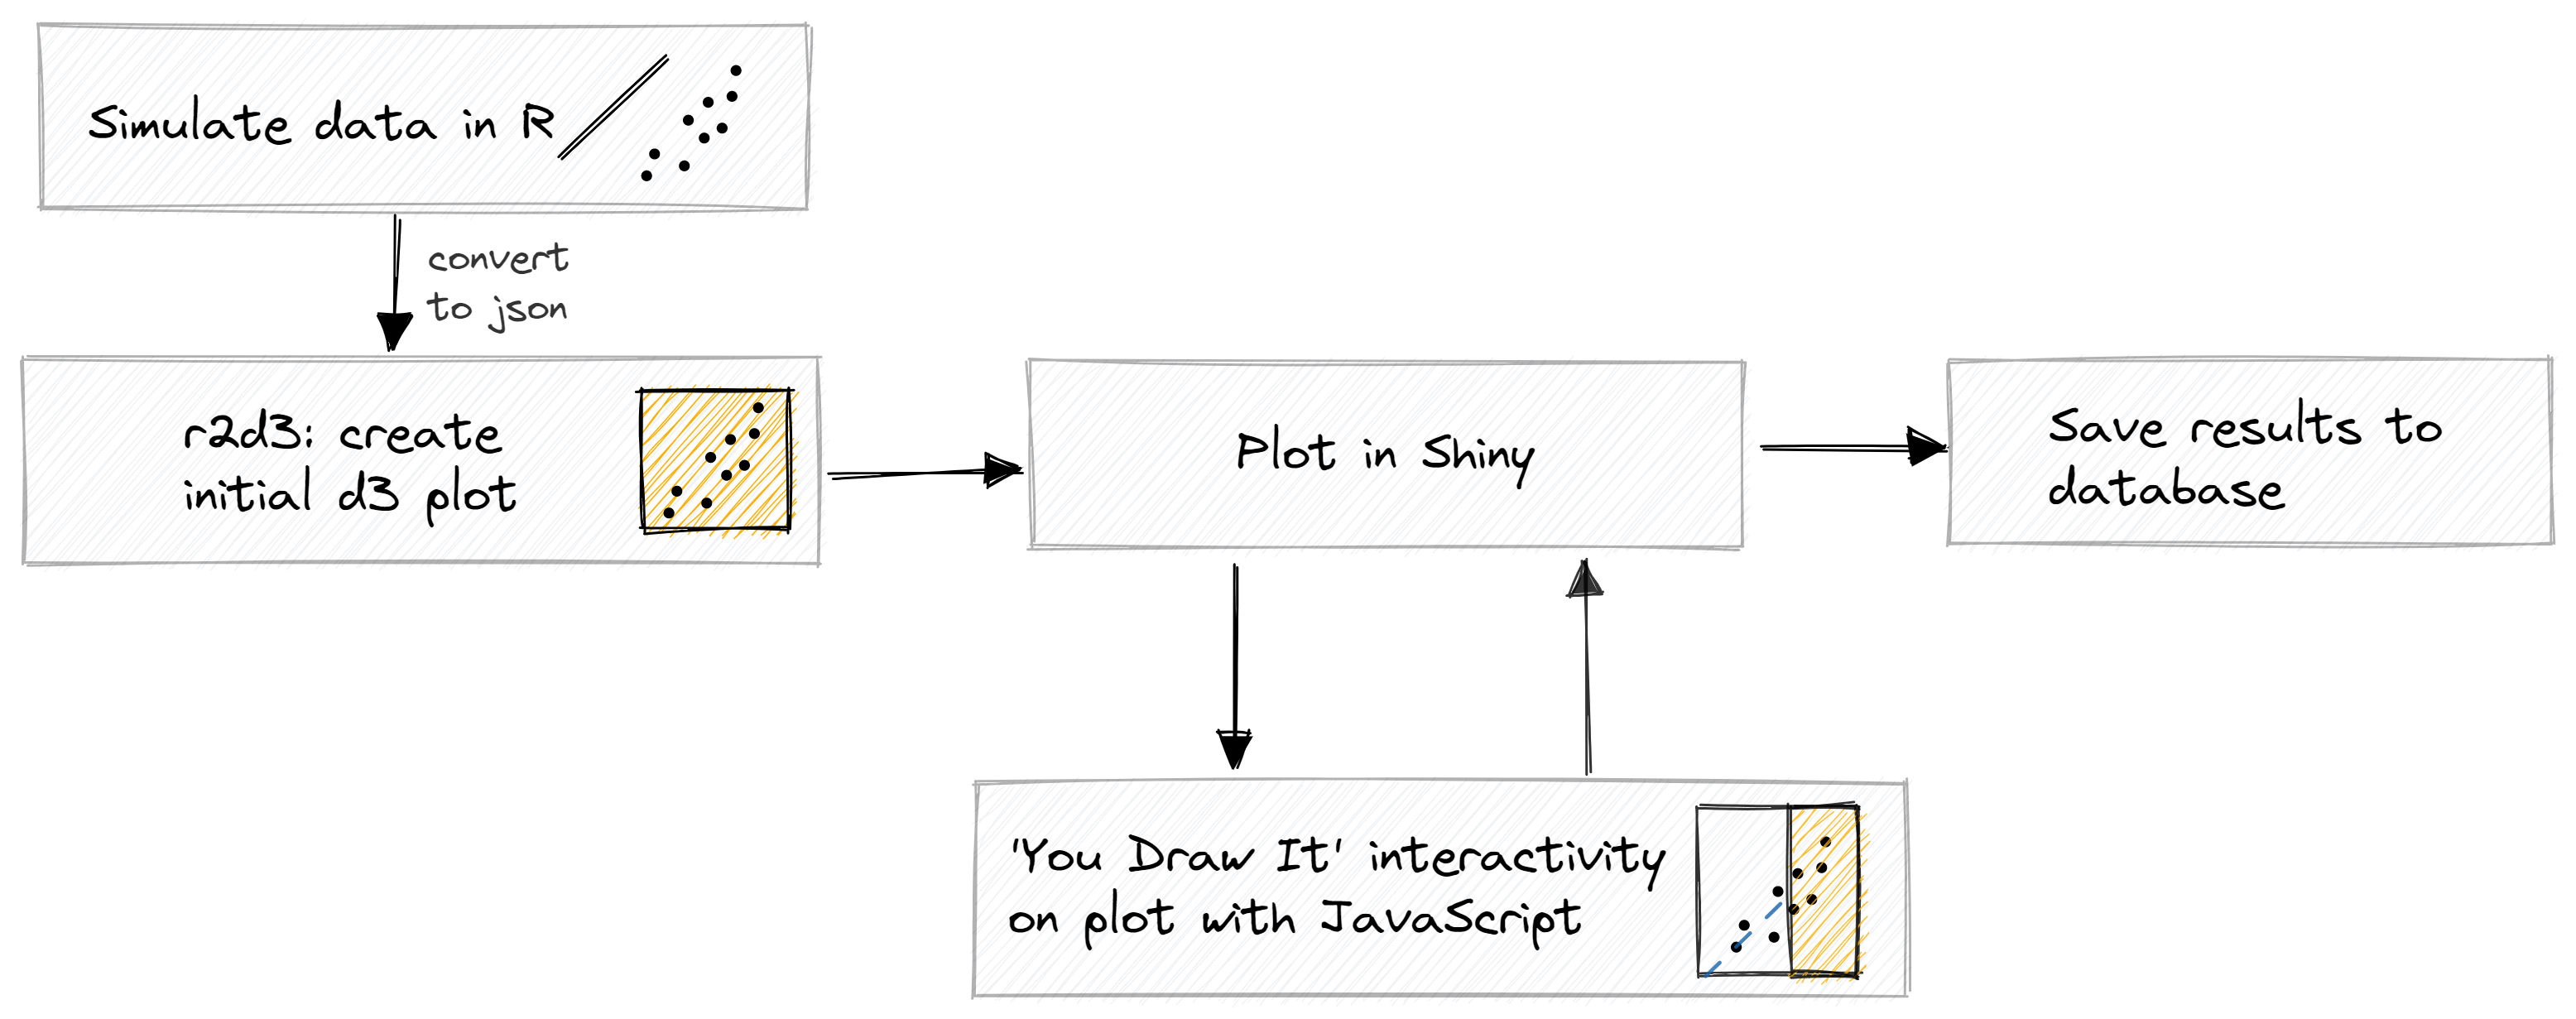 Simulate data in R
convert
to json
r2d3: create
initial d3 plot
Plot in Shiny
Save results to
database
'You Draw It' interactivity
on plot with JavaScript